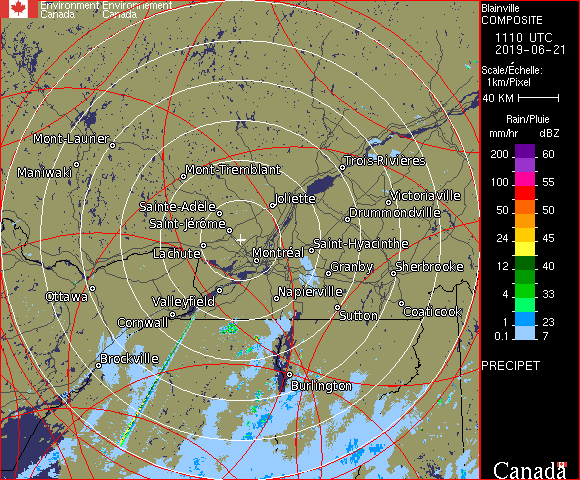 Environment Environnement
Canada Canada
Blainville
COMPOSITE
1110 UTC
2019-06-21
Scale/Échelle:
1km/Pixel
40 KM
Rain/Pluie
mm/hr dBZ
200 60
100 55
50 50
24 45
12 40
4 33
1 23
0.1 7
PRECIPET
Mont-Laurier
Maniwaki
Mont-Tremblant
Trois-Rivières
Sainte-Adèle
Joliette
Victoriaville
Saint-Jérôme
Drummondville
Lachute
Montréal
Saint-Hyacinthe
Granby
Sherbrooke
Ottawa
Valleyfield
Napierville
Cornwall
Sutton
Coaticook
Brockville
Burlington
Canada